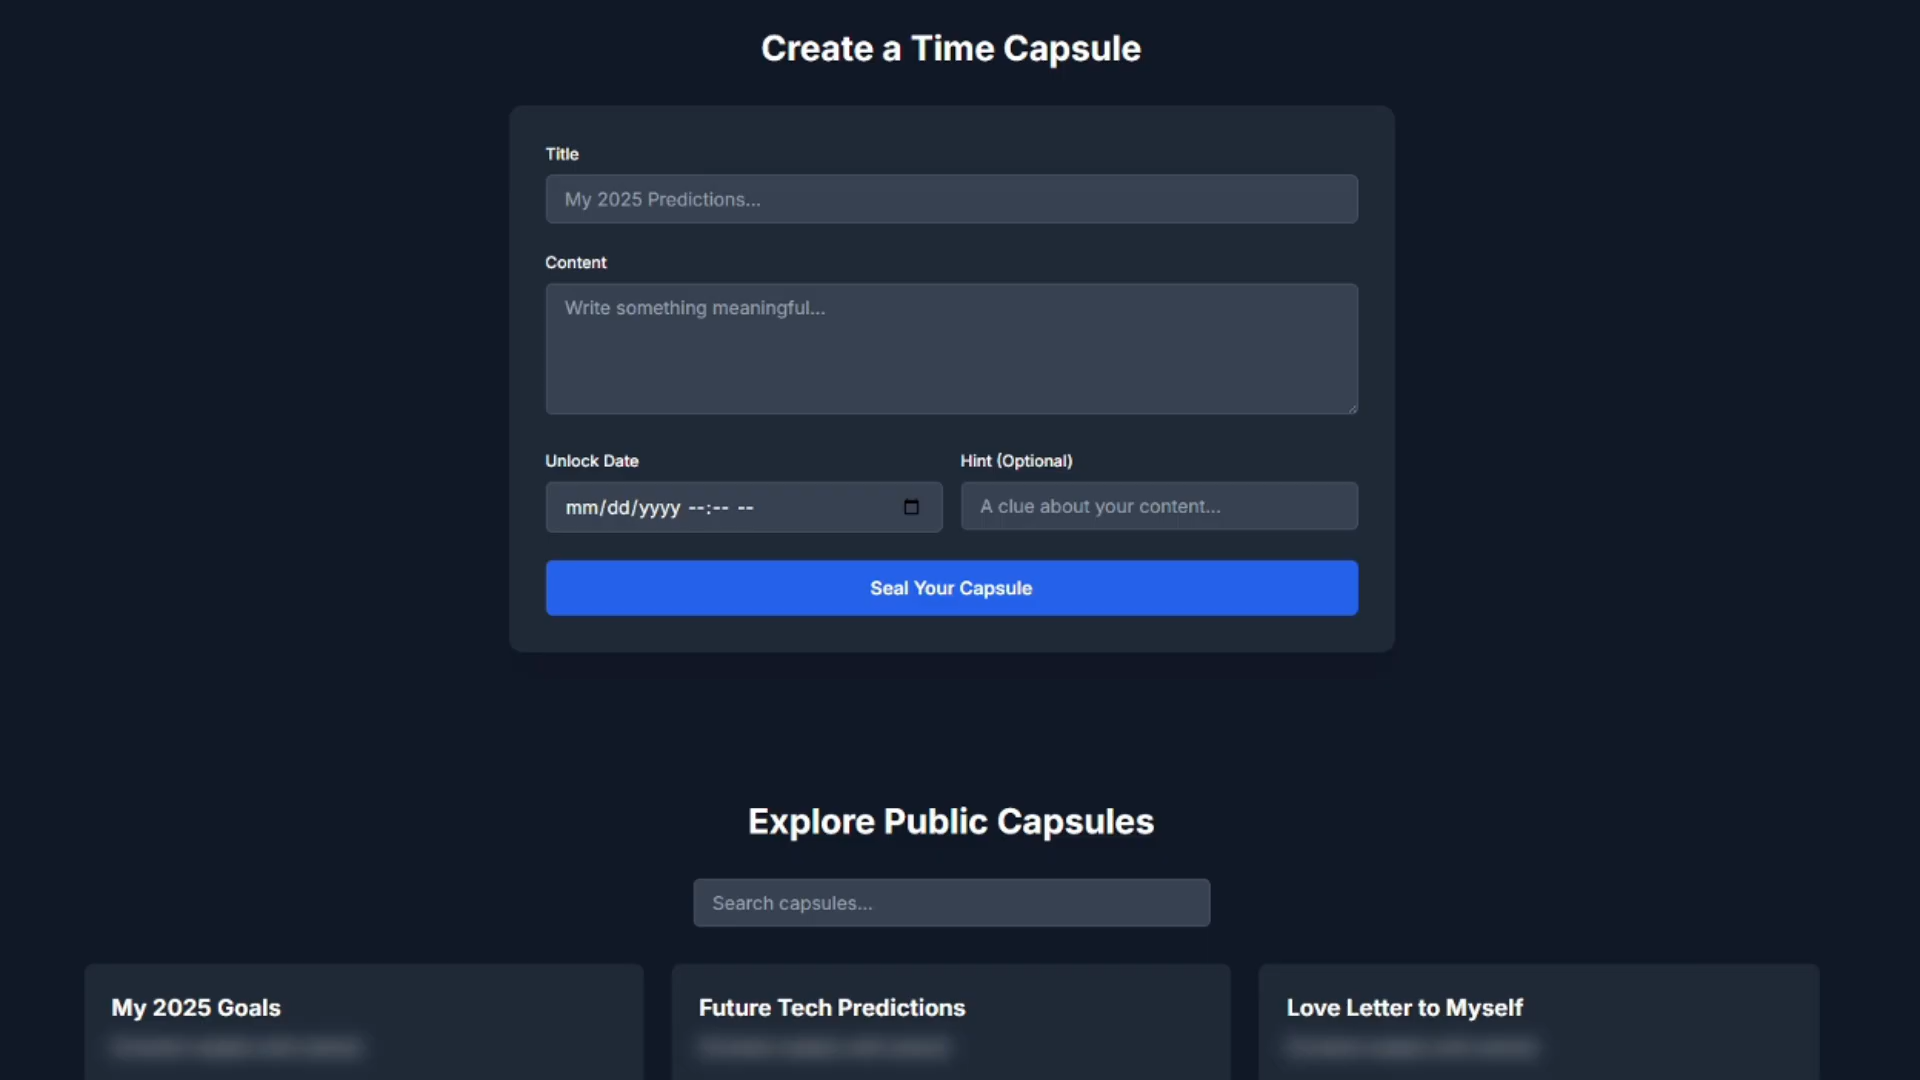 Create a Time Capsule
Title
My 2025 Predictions...
Content
Write something meaningful...
Unlock Date
Hint (Optional)
mm/dd/yyyy --:-- --
A clue about your content...
Seal Your Capsule
Explore Public Capsules
Search capsules...
My 2025 Goals
Future Tech Predictions
Love Letter to Myself